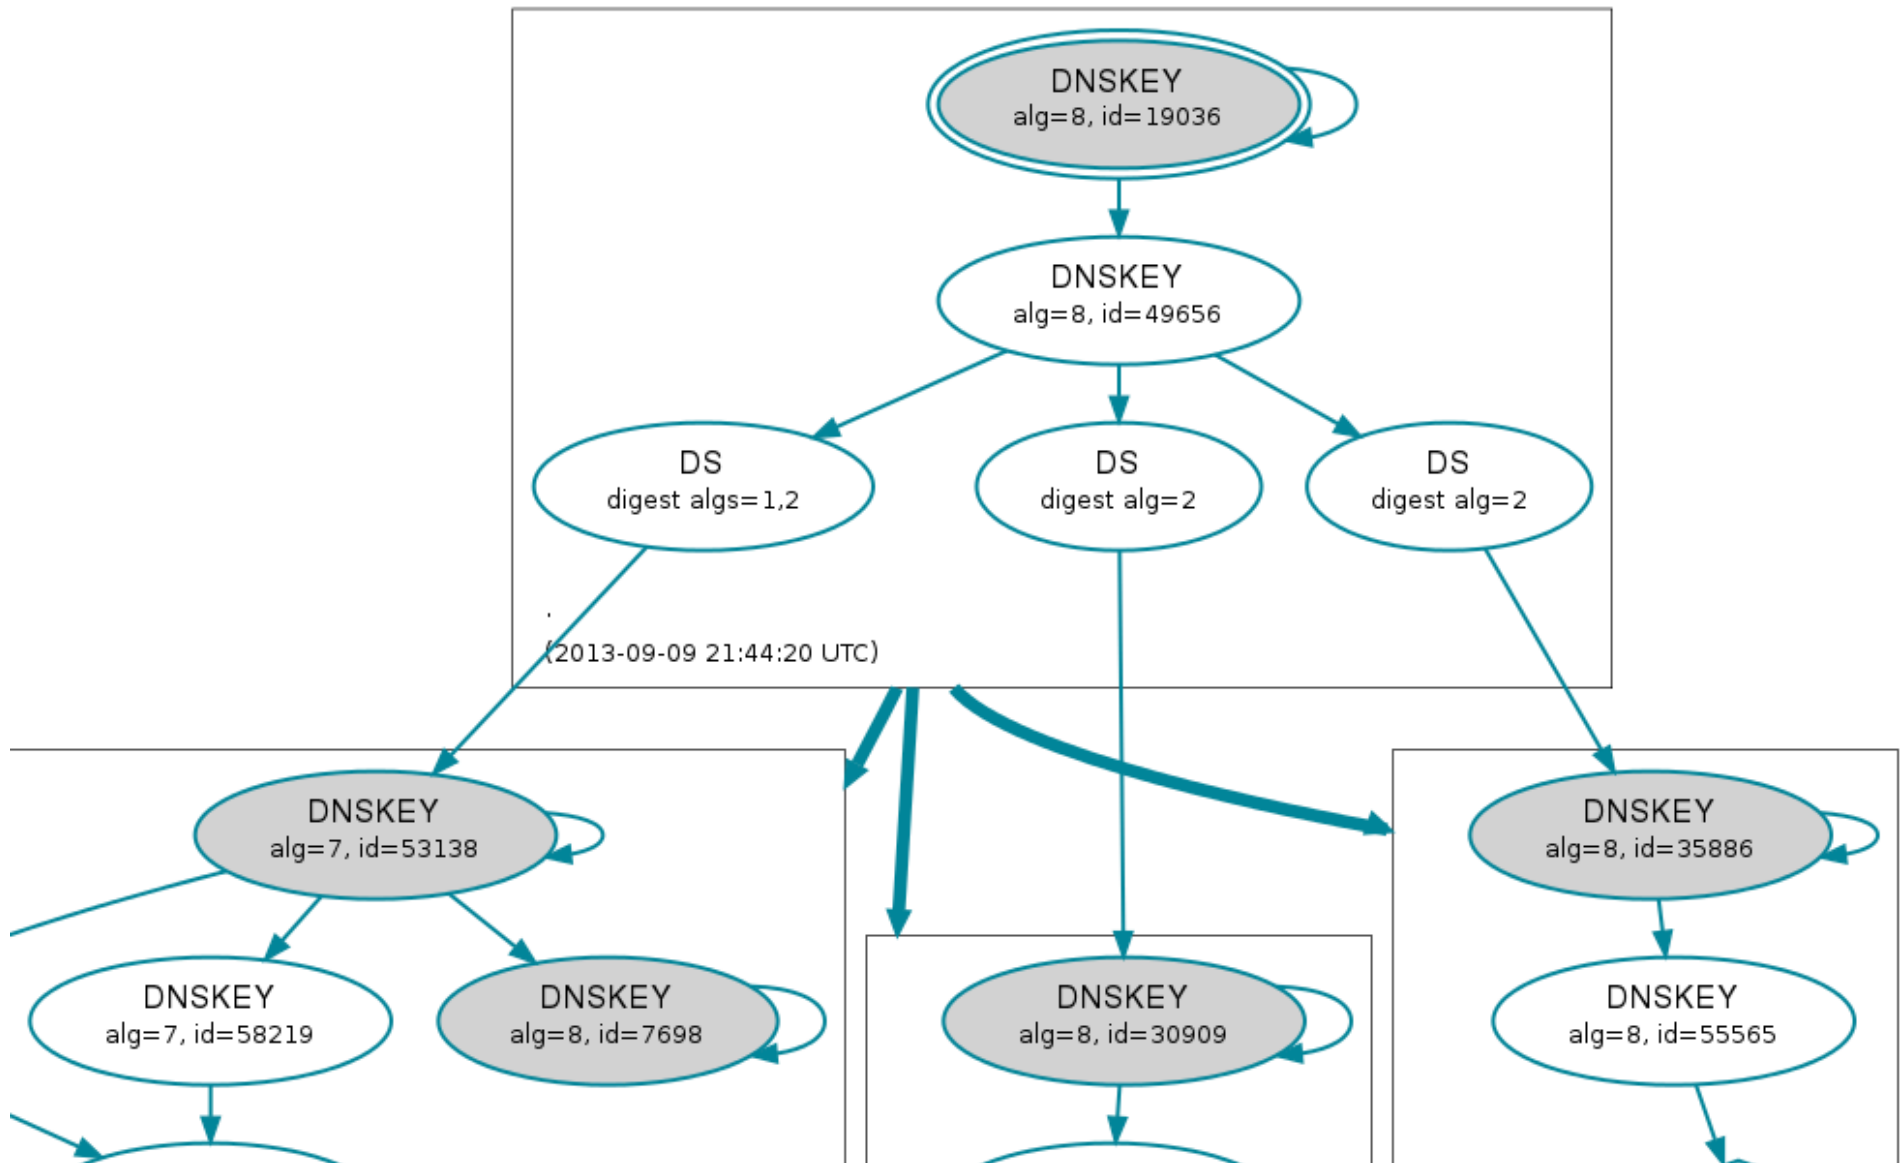 DNSKEY
alg=8, id=19036
DNSKEY
alg=8, id=49656
DS
digest algs=1,2
DS
digest alg=2
DS
digest alg=2
.
(2013-09-09 21:44:20 UTC)
DNSKEY
alg=7, id=53138
DNSKEY
alg=8, id=35886
DNSKEY
alg=7, id=58219
DNSKEY
alg=8, id=7698
DNSKEY
alg=8, id=30909
DNSKEY
alg=8, id=55565